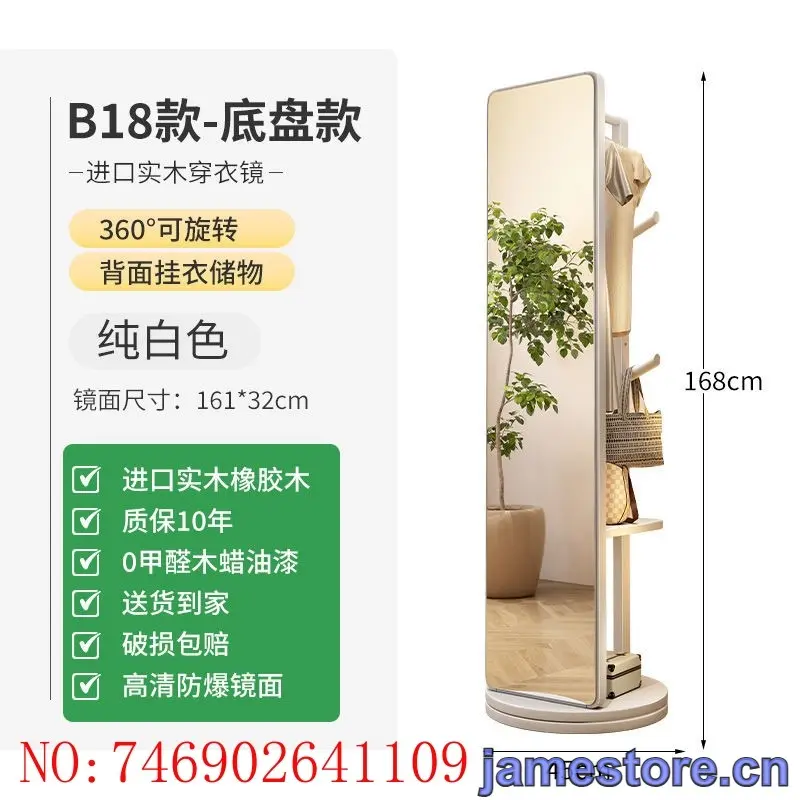 B18款-底盘款
–进口实木穿衣镜–
360°可旋转
背面挂衣储物
纯白色
镜面尺寸：161*32cm
进口实木橡胶木
质保10年
0甲醛木蜡油漆
送货到家
破损包赔
高清防爆镜面
168cm
NO:746902641109
jamestore.cn